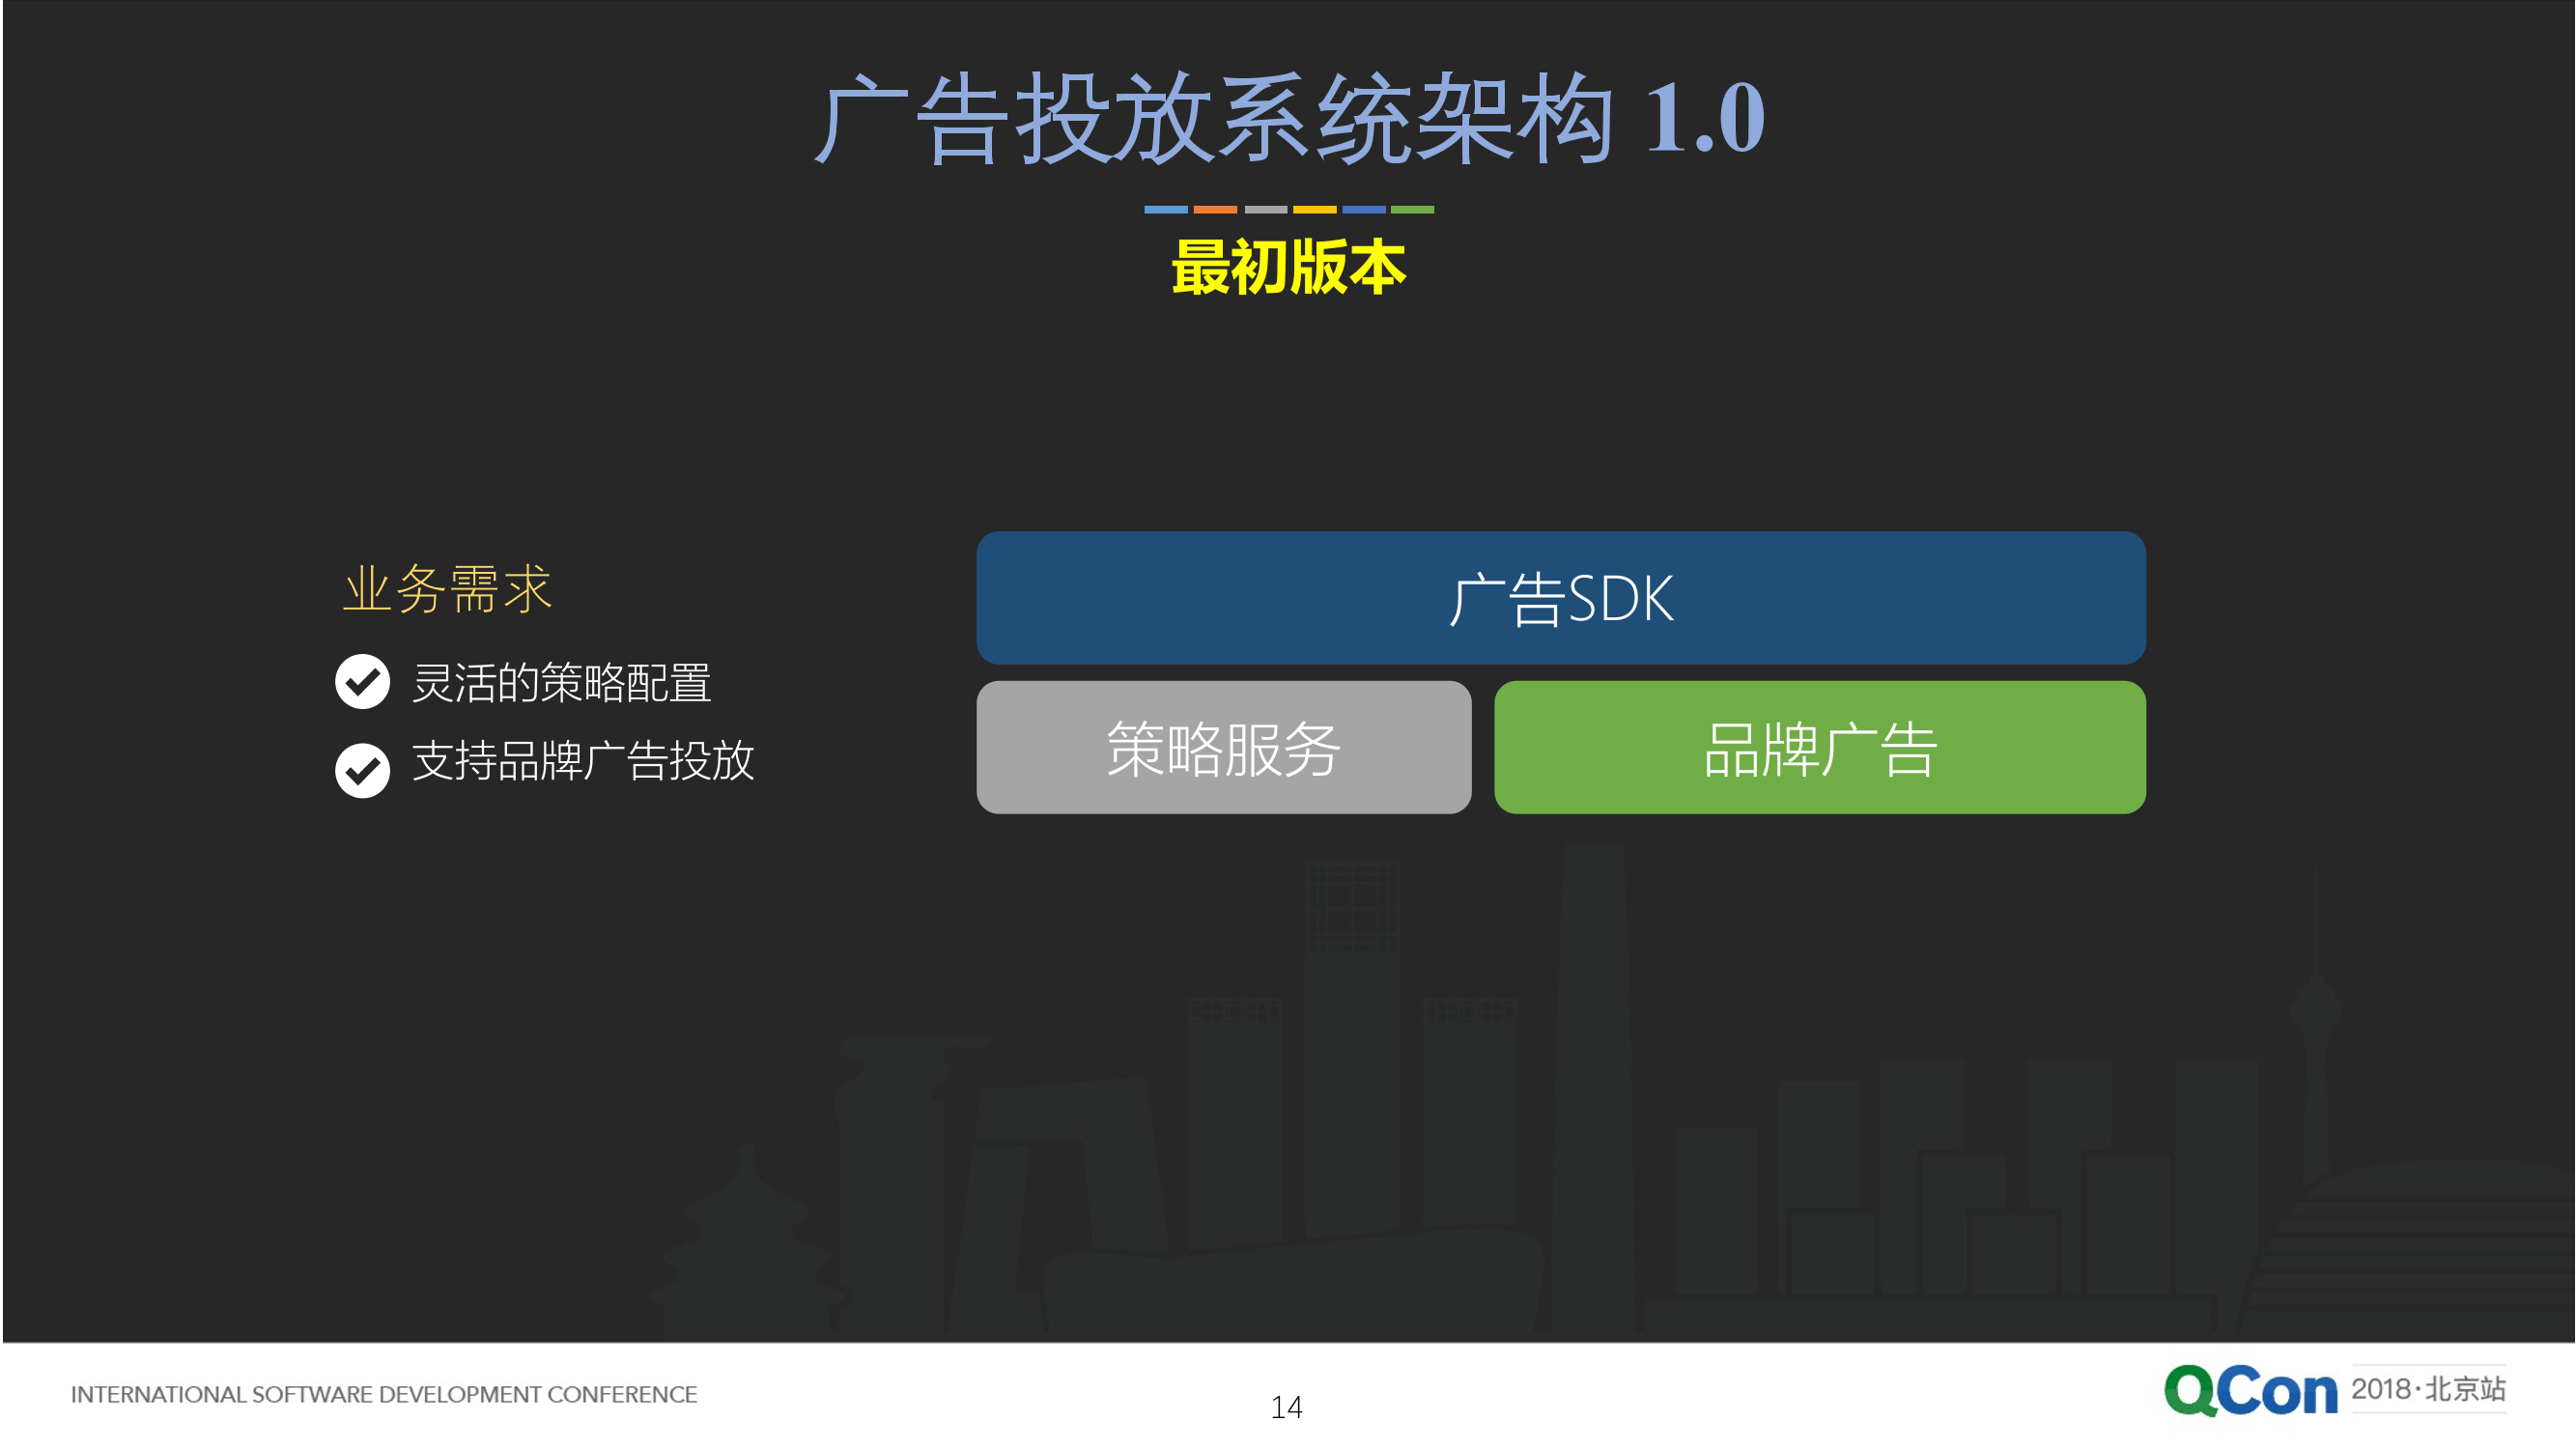 广告投放系统架构 1.0
最初版本
业务需求
灵活的策略配置
支持品牌广告投放
广告SDK
策略服务
品牌广告
INTERNATIONAL SOFTWARE DEVELOPMENT CONFERENCE
14
QCon 2018·北京站